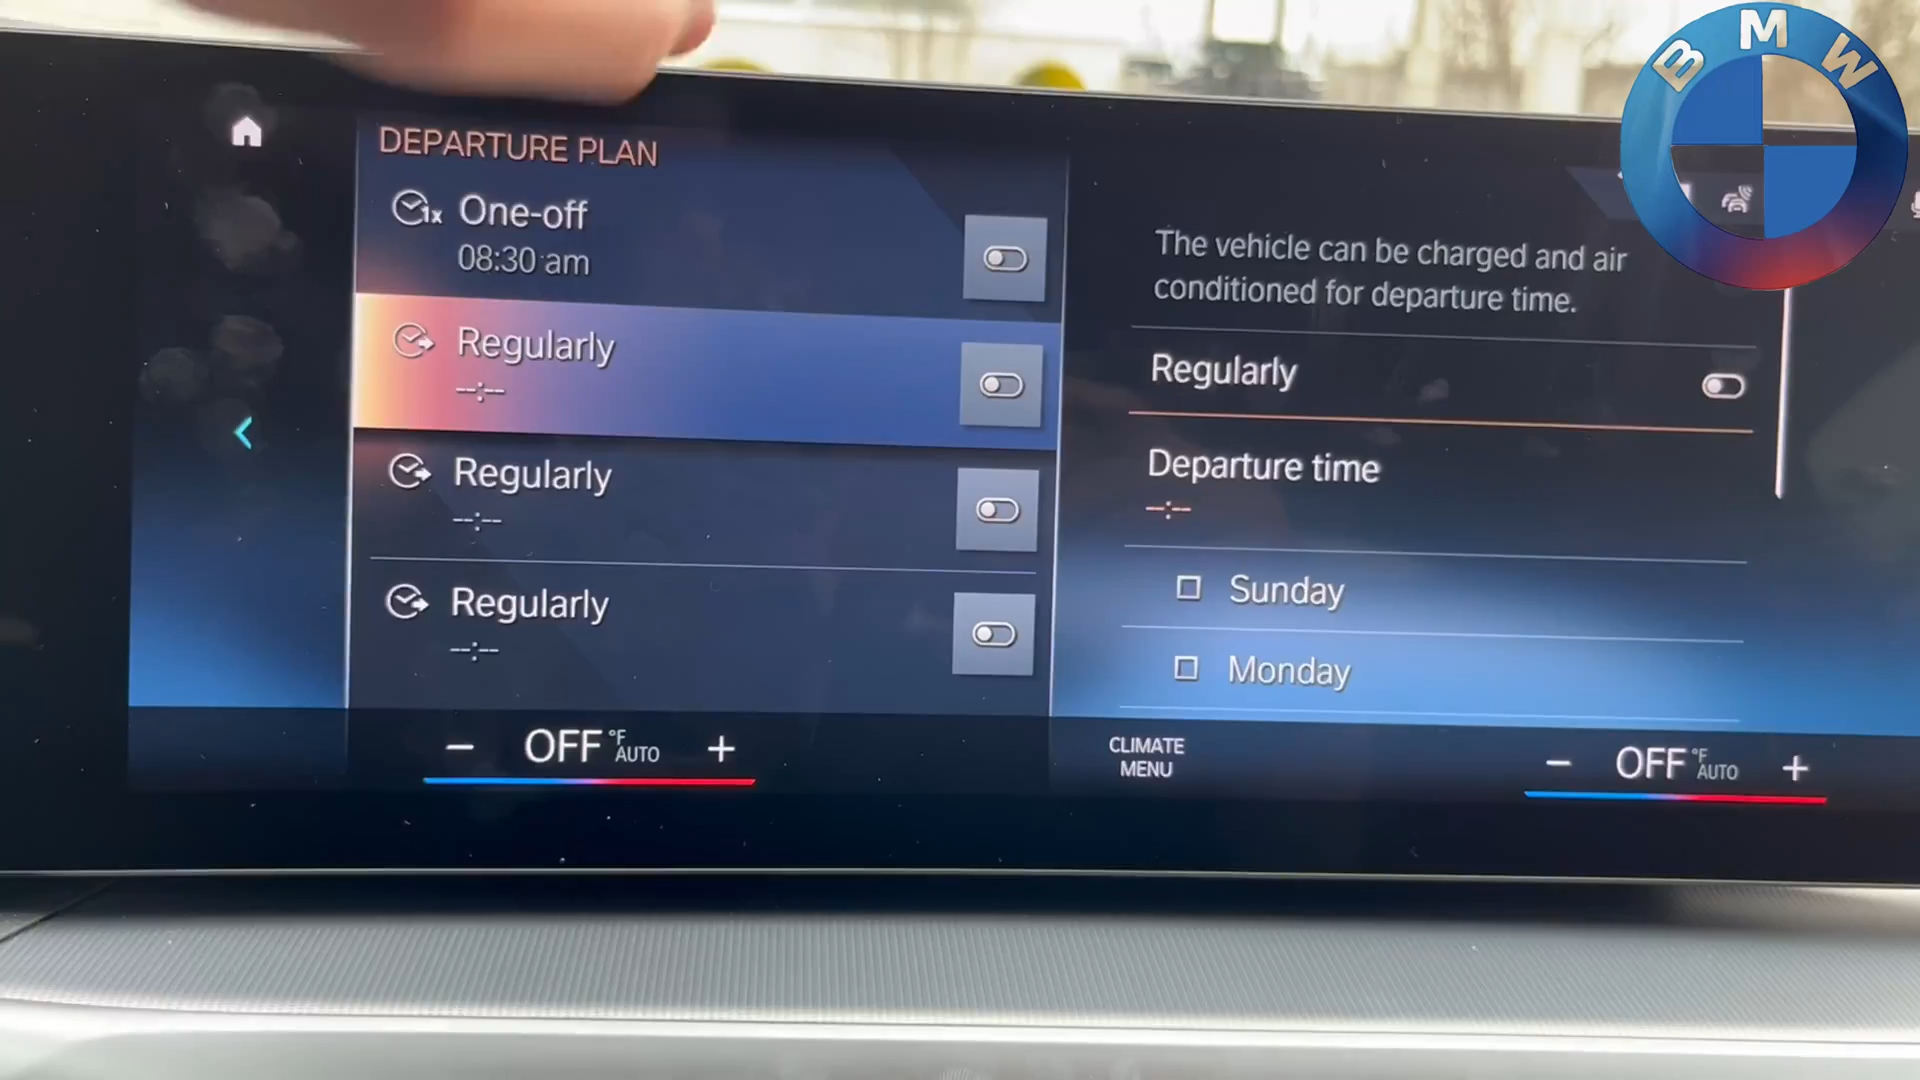 DEPARTURE PLAN
1x One-off
08:30 am
Regularly
--:--
Regularly
--:--
Regularly
--:--
The vehicle can be charged and air
conditioned for departure time.
Regularly
Departure time
--:--
Sunday
Monday
− OFF °F AUTO +
CLIMATE
MENU
− OFF °F AUTO +
BMW